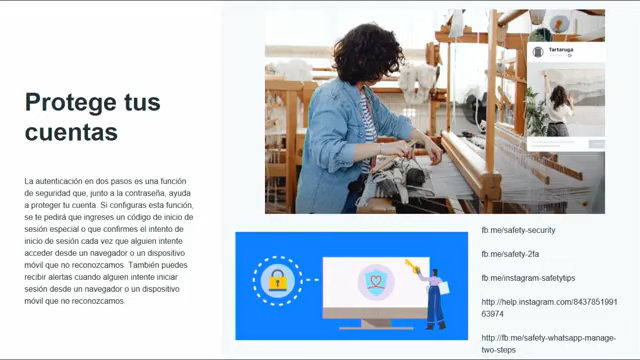 Protege tus
cuentas
La autenticación en dos pasos es una función
de seguridad que, junto a la contraseña, ayuda
a proteger tu cuenta. Si configuras esta función,
se te pedirá que ingreses un código de inicio de
sesión especial o que confirmes el intento de
inicio de sesión cada vez que alguien intente
acceder desde un navegador o un dispositivo
móvil que no reconozcamos. También puedes
recibir alertas cuando alguien intente iniciar
sesión desde un navegador o un dispositivo
móvil que no reconozcamos.
Tartaruga
fb.me/safety-security
fb.me/safety-2fa
fb.me/instagram-safetytips
http://help.instagram.com/8437851991
63974
http://fb.me/safety-whatsapp-manage-
two-steps